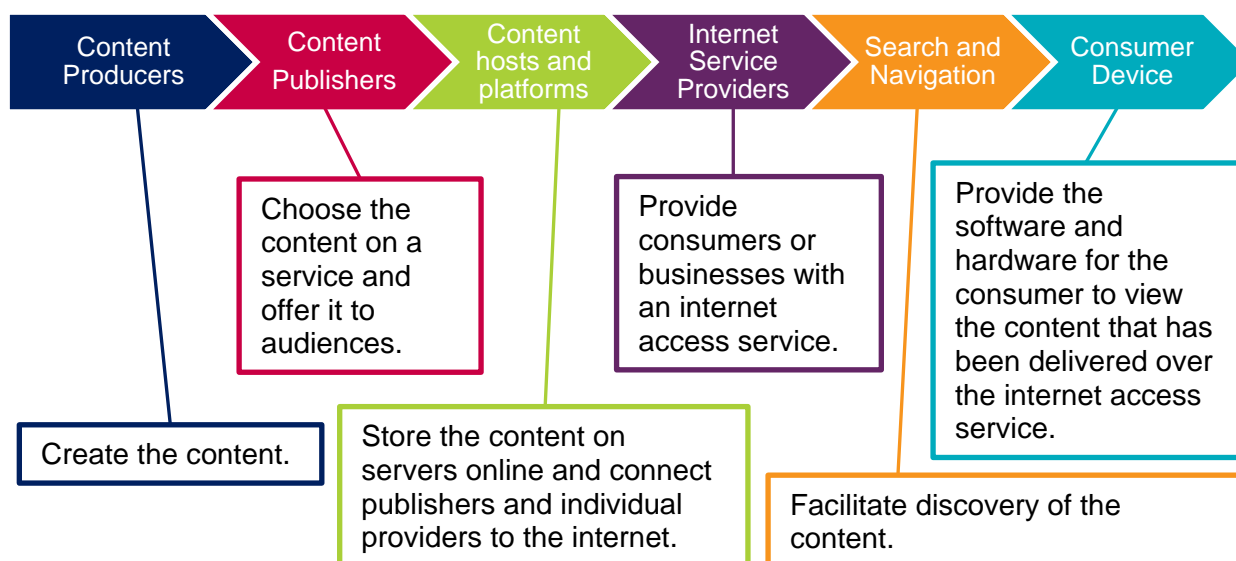 Content
Producers
Content
Publishers
Content
hosts and
platforms
Internet
Service
Providers
Search and
Navigation
Consumer
Device
Choose the
content on a
service and
offer it to
audiences.
Provide
consumers or
businesses with
an internet
access service.
Provide the
software and
hardware for the
consumer to view
the content that has
been delivered over
the internet access
service.
Create the content.
Store the content on
servers online and connect
publishers and individual
providers to the internet.
Facilitate discovery of the
content.